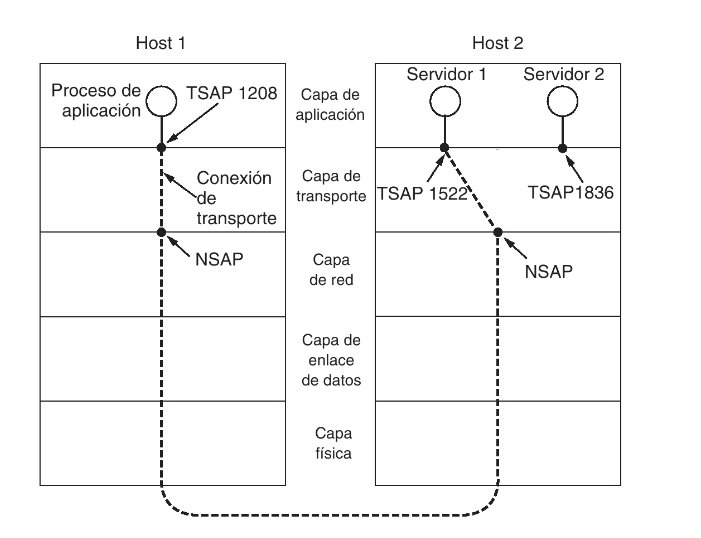 Host 1
Host 2
Proceso de
aplicación
TSAP 1208
Capa de
aplicación
Servidor 1
Servidor 2
Conexión
de
transporte
Capa de
transporte
TSAP 1522
TSAP1836
NSAP
Capa
de red
NSAP
Capa de
enlace
de datos
Capa
física